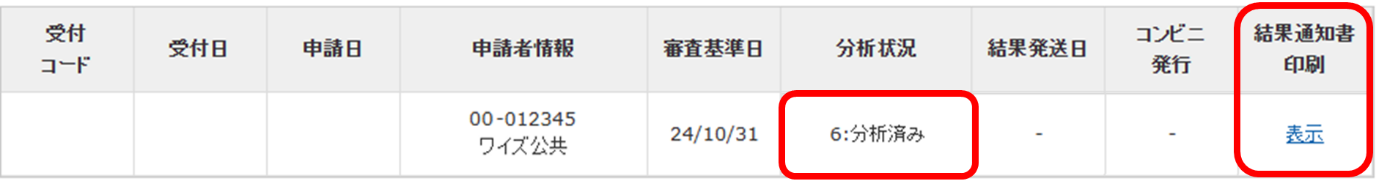 受付
コード
受付日
申請日
申請者情報
審査基準日
分析状況
結果発送日
コンビニ
発行
結果通知書
印刷
00-012345
ワイズ公共
24/10/31
6:分析済み
-
-
表示